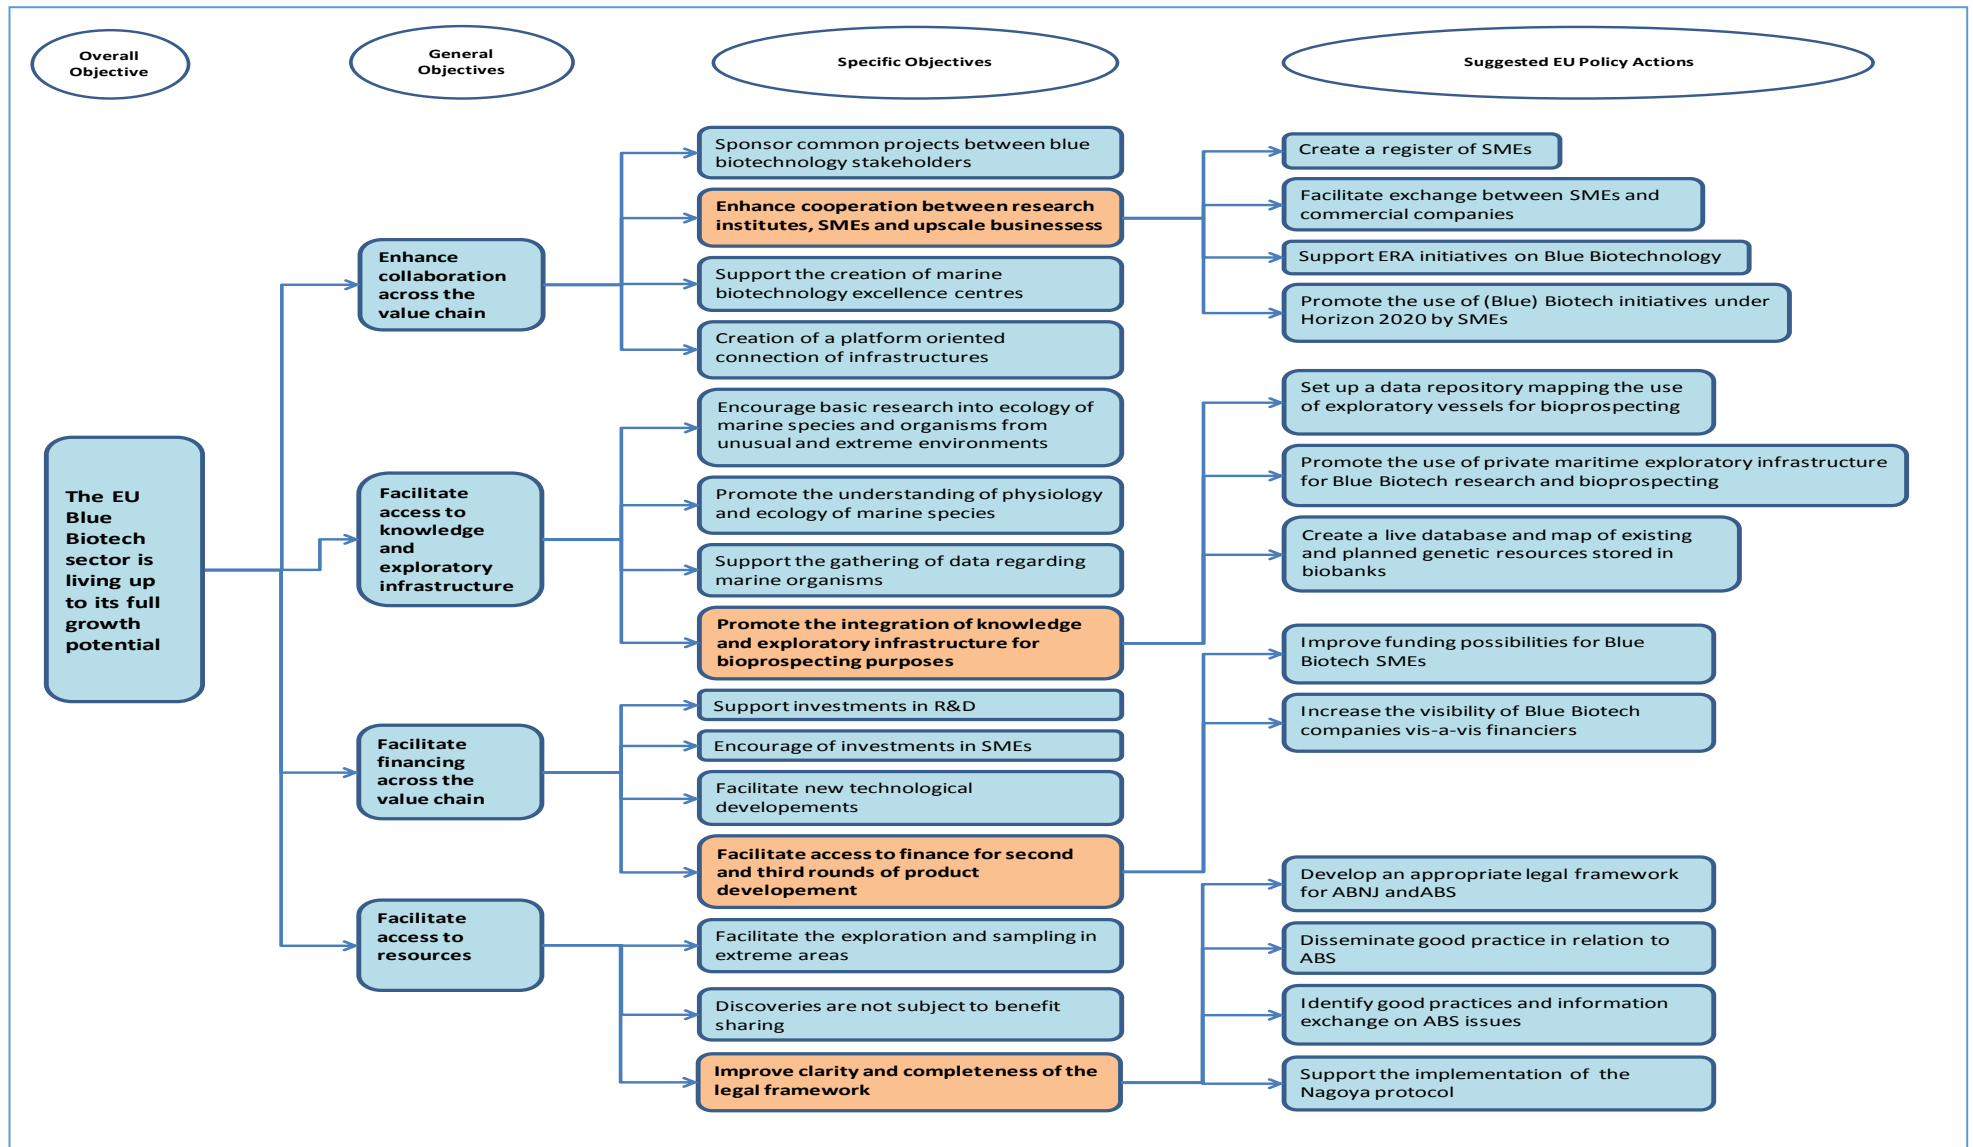 Overall
Objective
General
Objectives
Specific Objectives
Suggested EU Policy Actions
The EU
Blue
Biotech
sector is
living up
to its full
growth
potential
Enhance
collaboration
across the
value chain
Facilitate
access to
knowledge
and
exploratory
infrastructure
Facilitate
financing
across the
value chain
Facilitate
access to
resources
Sponsor common projects between blue
biotechnology stakeholders
Enhance cooperation between research
institutes, SMEs and upscale businessess
Support the creation of marine
biotechnology excellence centres
Creation of a platform oriented
connection of infrastructures
Encourage basic research into ecology of
marine species and organisms from
unusual and extreme environments
Promote the understanding of physiology
and ecology of marine species
Support the gathering of data regarding
marine organisms
Promote the integration of knowledge
and exploratory infrastructure for
bioprospecting purposes
Support investments in R&D
Encourage of investments in SMEs
Facilitate new technological
developements
Facilitate access to finance for second
and third rounds of product
developement
Facilitate the exploration and sampling in
extreme areas
Discoveries are not subject to benefit
sharing
Improve clarity and completeness of the
legal framework
Create a register of SMEs
Facilitate exchange between SMEs and
commercial companies
Support ERA initiatives on Blue Biotechnology
Promote the use of (Blue) Biotech initiatives under
Horizon 2020 by SMEs
Set up a data repository mapping the use
of exploratory vessels for bioprospecting
Promote the use of private maritime exploratory infrastructure
for Blue Biotech research and bioprospecting
Create a live database and map of existing
and planned genetic resources stored in
biobanks
Improve funding possibilities for Blue
Biotech SMEs
Increase the visibility of Blue Biotech
companies vis-a-vis financiers
Develop an appropriate legal framework
for ABNJ andABS
Disseminate good practice in relation to
ABS
Identify good practices and information
exchange on ABS issues
Support the implementation of the
Nagoya protocol